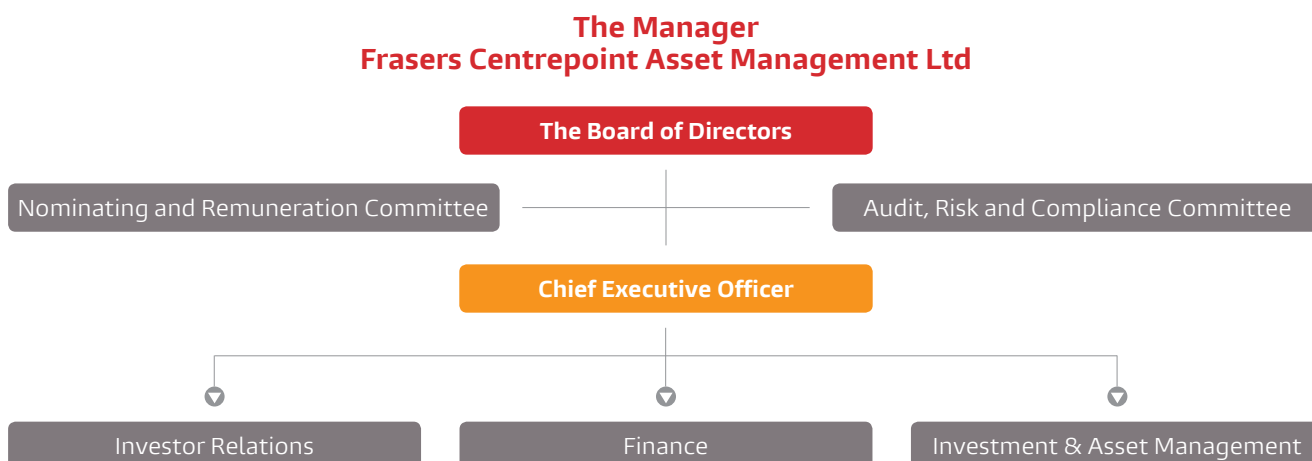 The Manager
Frasers Centrepoint Asset Management Ltd
The Board of Directors
Nominating and Remuneration Committee
Audit, Risk and Compliance Committee
Chief Executive Officer
Investor Relations
Finance
Investment & Asset Management